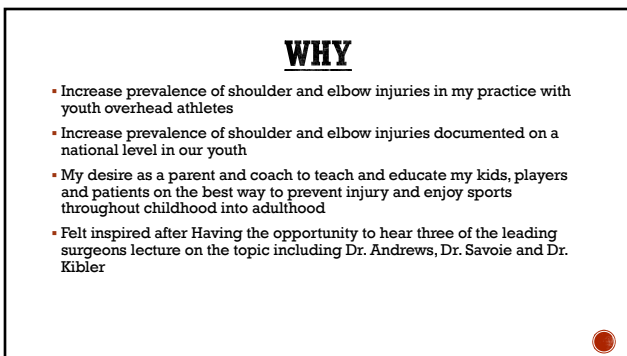 WHY
▪ Increase prevalence of shoulder and elbow injuries in my practice with
youth overhead athletes
▪ Increase prevalence of shoulder and elbow injuries documented on a
national level in our youth
▪ My desire as a parent and coach to teach and educate my kids, players
and patients on the best way to prevent injury and enjoy sports
throughout childhood into adulthood
▪ Felt inspired after Having the opportunity to hear three of the leading
surgeons lecture on the topic including Dr. Andrews, Dr. Savoie and Dr.
Kibler